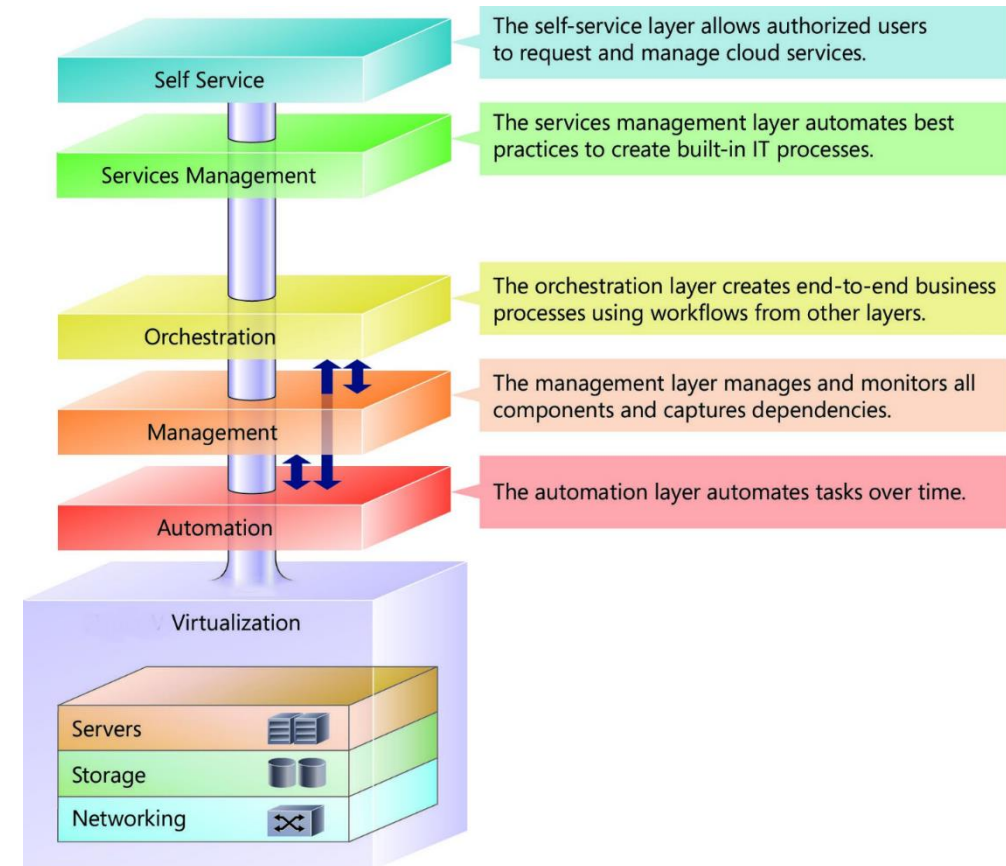 Self Service
The self-service layer allows authorized users
to request and manage cloud services.
Services Management
The services management layer automates best
practices to create built-in IT processes.
Orchestration
The orchestration layer creates end-to-end business
processes using workflows from other layers.
Management
The management layer manages and monitors all
components and captures dependencies.
Automation
The automation layer automates tasks over time.
Virtualization
Servers
Storage
Networking